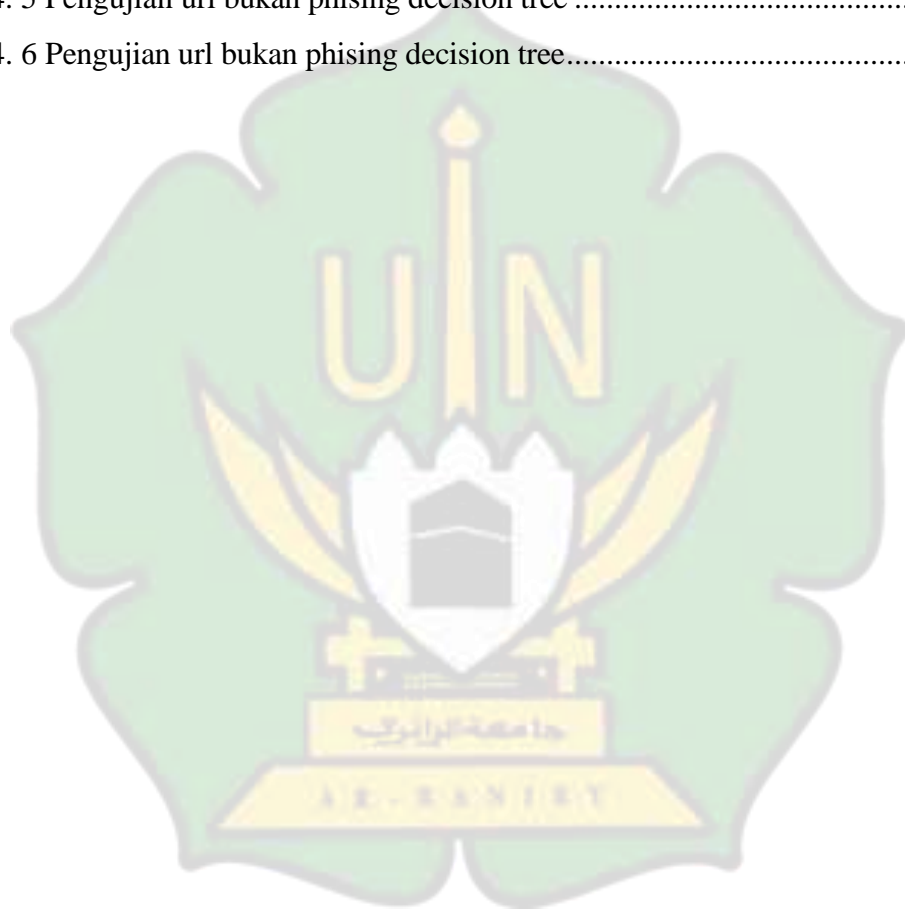 4. 5 Pengujian url bukan phising decision tree ..........................................
4. 6 Pengujian url bukan phising decision tree...........................................
UIN
جامعة الرانري
AR-RANIRY